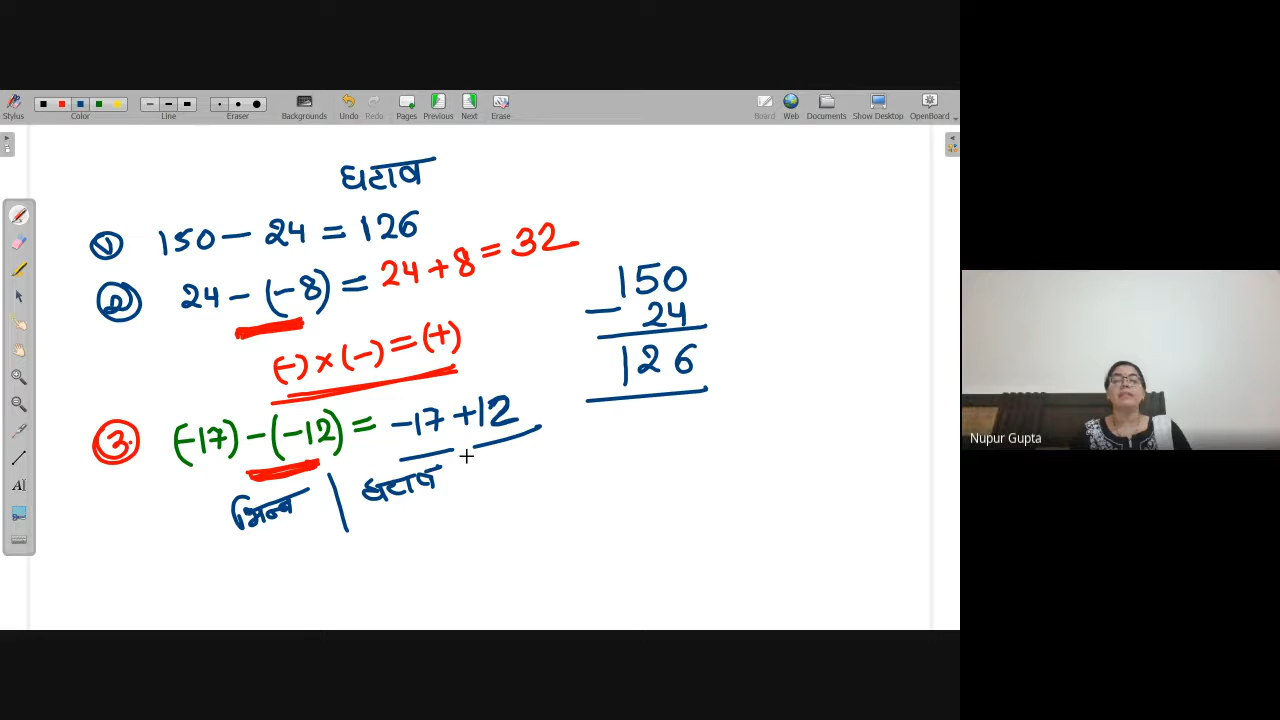 Stylus Color Line Eraser Backgrounds Undo Redo Pages Previous Next Erase Board Web Documents Show Desktop OpenBoard
घटाव
① 150 - 24 = 126
② 24 - (-8) = 24 + 8 = 32
(-) × (-) = (+)
③. (-17) - (-12) = -17 + 12
भिन्न | घटाव
150
- 24
126
Nupur Gupta